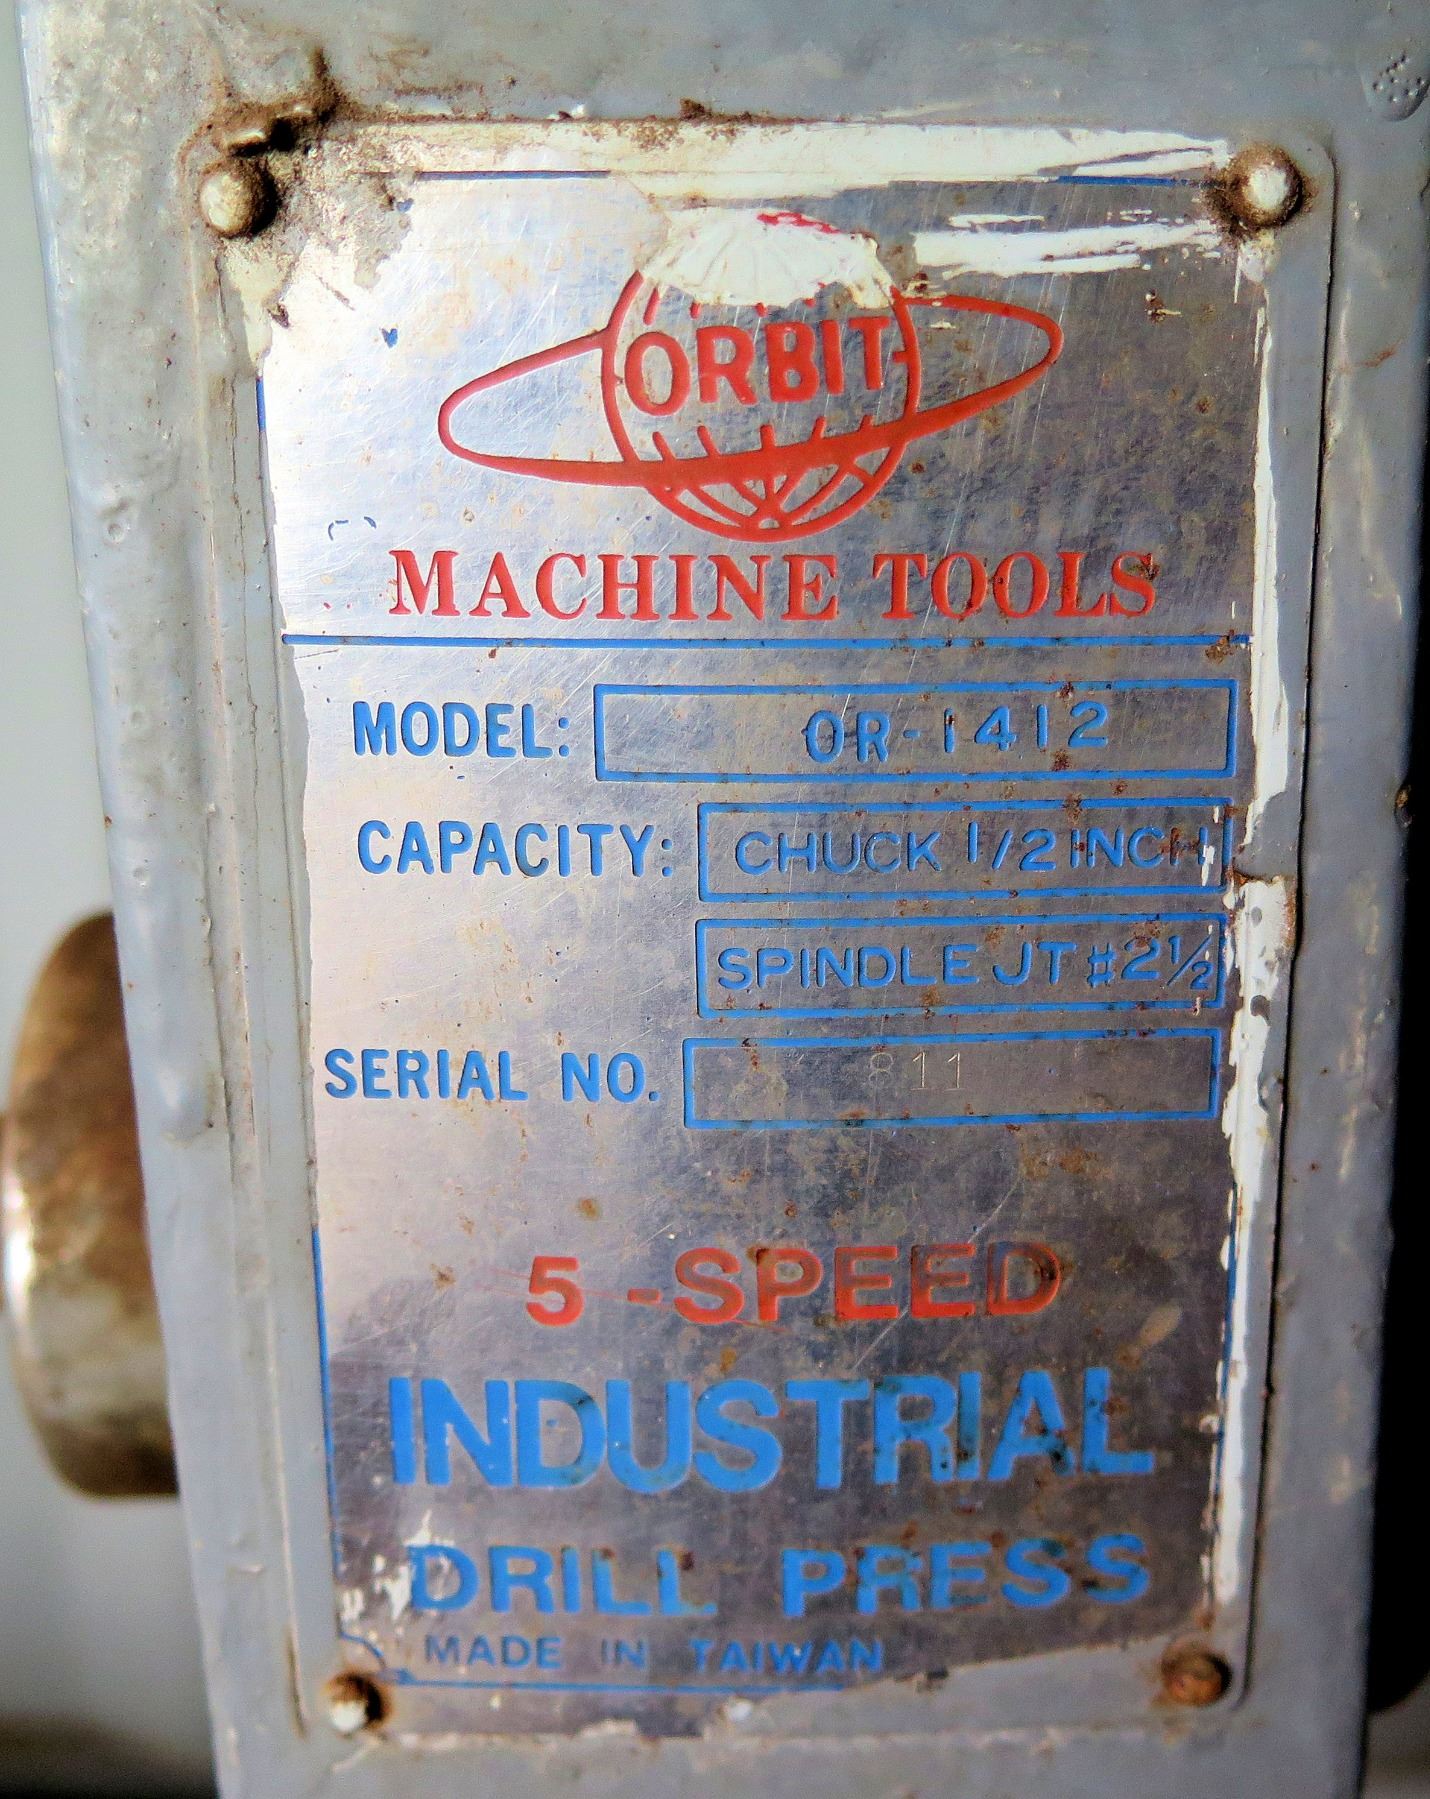 ORBIT
MACHINE TOOLS
MODEL: OR-1412
CAPACITY: CHUCK 1/2 INCH
SPINDLE JT #2½
SERIAL NO. 811
5-SPEED
INDUSTRIAL
DRILL PRESS
MADE IN TAIWAN